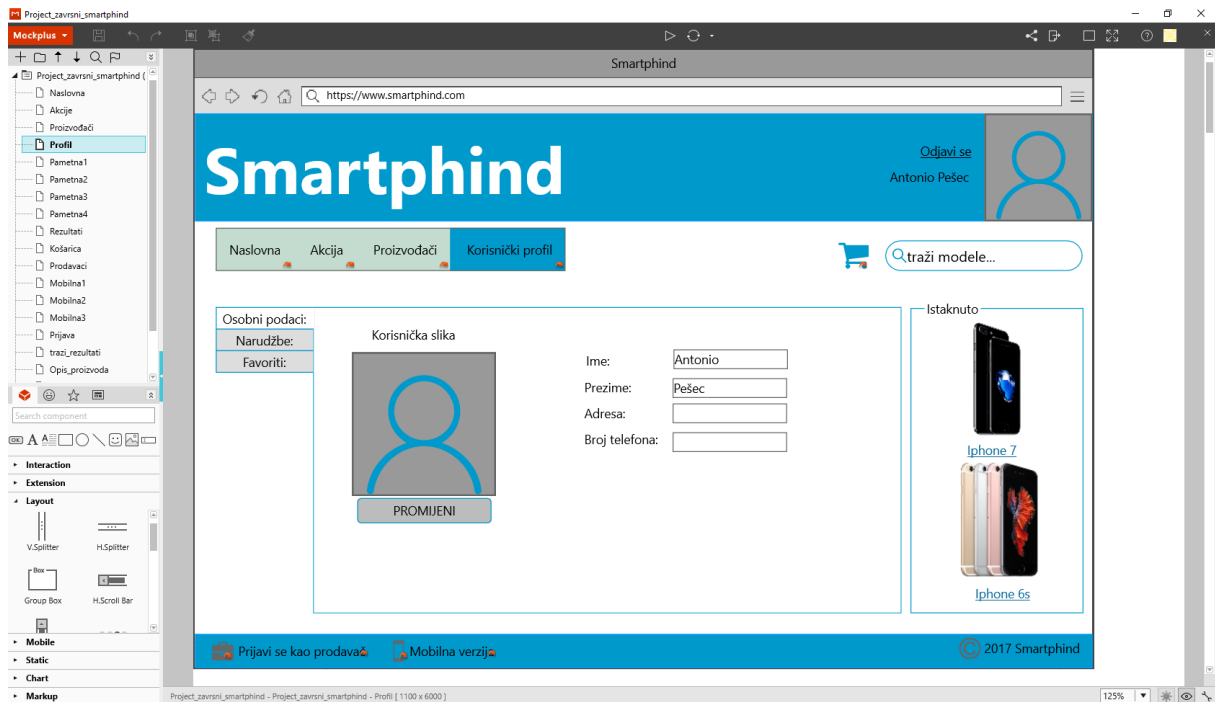 Project_zavrsni_smartphind
Mockplus
Project_zavrsni_smartphind (
Naslovna
Akcije
Proizvođači
Profil
Pametna1
Pametna2
Pametna3
Pametna4
Rezultati
Košarica
Prodavaci
Mobilna1
Mobilna2
Mobilna3
Prijava
trazi_rezultati
Opis_proizvoda
Search component
OK
Interaction
Extension
Layout
V.Splitter H.Splitter
Box
Group Box H.Scroll Bar
Mobile
Static
Chart
Markup
Smartphind
https://www.smartphind.com
Smartphind
Odjavi se
Antonio Pešec
Naslovna Akcija Proizvođači Korisnički profil
traži modele...
Osobni podaci:
Narudžbe:
Favoriti:
Korisnička slika
PROMIJENI
Ime: Antonio
Prezime: Pešec
Adresa:
Broj telefona:
Istaknuto
Iphone 7
Iphone 6s
Prijavi se kao prodavač Mobilna verzija
© 2017 Smartphind
Project_zavrsni_smartphind - Project_zavrsni_smartphind - Profil [ 1100 x 6000 ]
125%